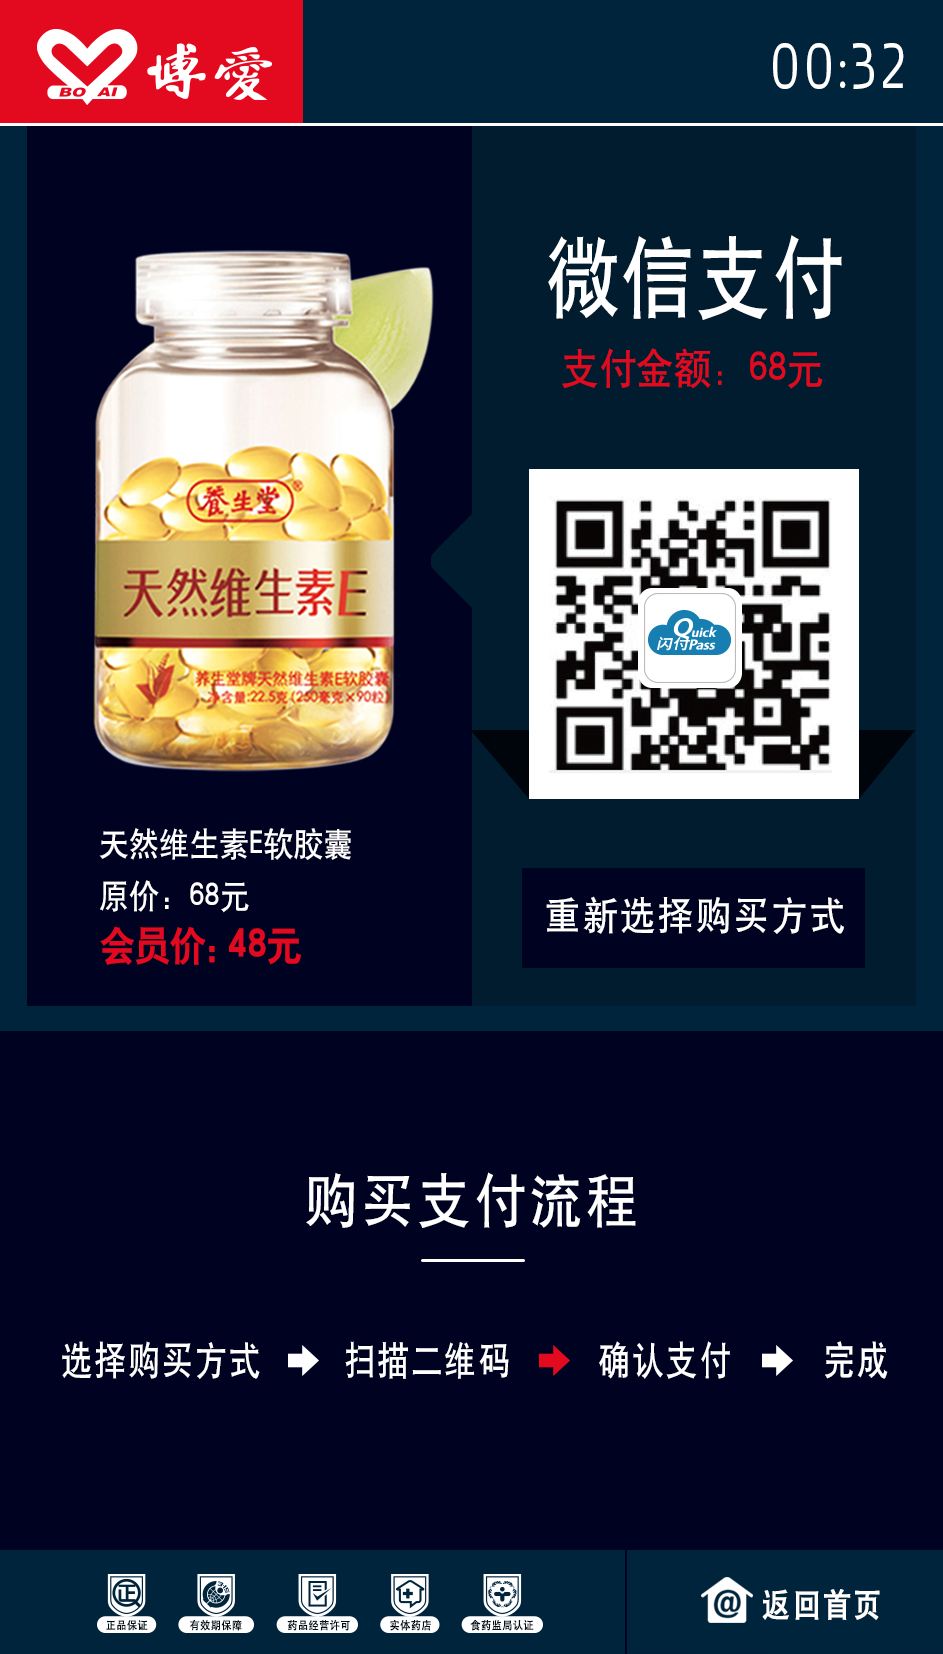 BOAI 博愛
00:32
微信支付
支付金额：68元
养生堂®
天然维生素E
养生堂牌天然维生素E软胶囊
净含量:22.5克(250毫克×90粒)
Quick
闪付Pass
天然维生素E软胶囊
原价：68元
会员价：48元
重新选择购买方式
购买支付流程
选择购买方式 扫描二维码 确认支付 完成
正
正品保证 有效期保障 药品经营许可 实体药店 食药监局认证
@ 返回首页